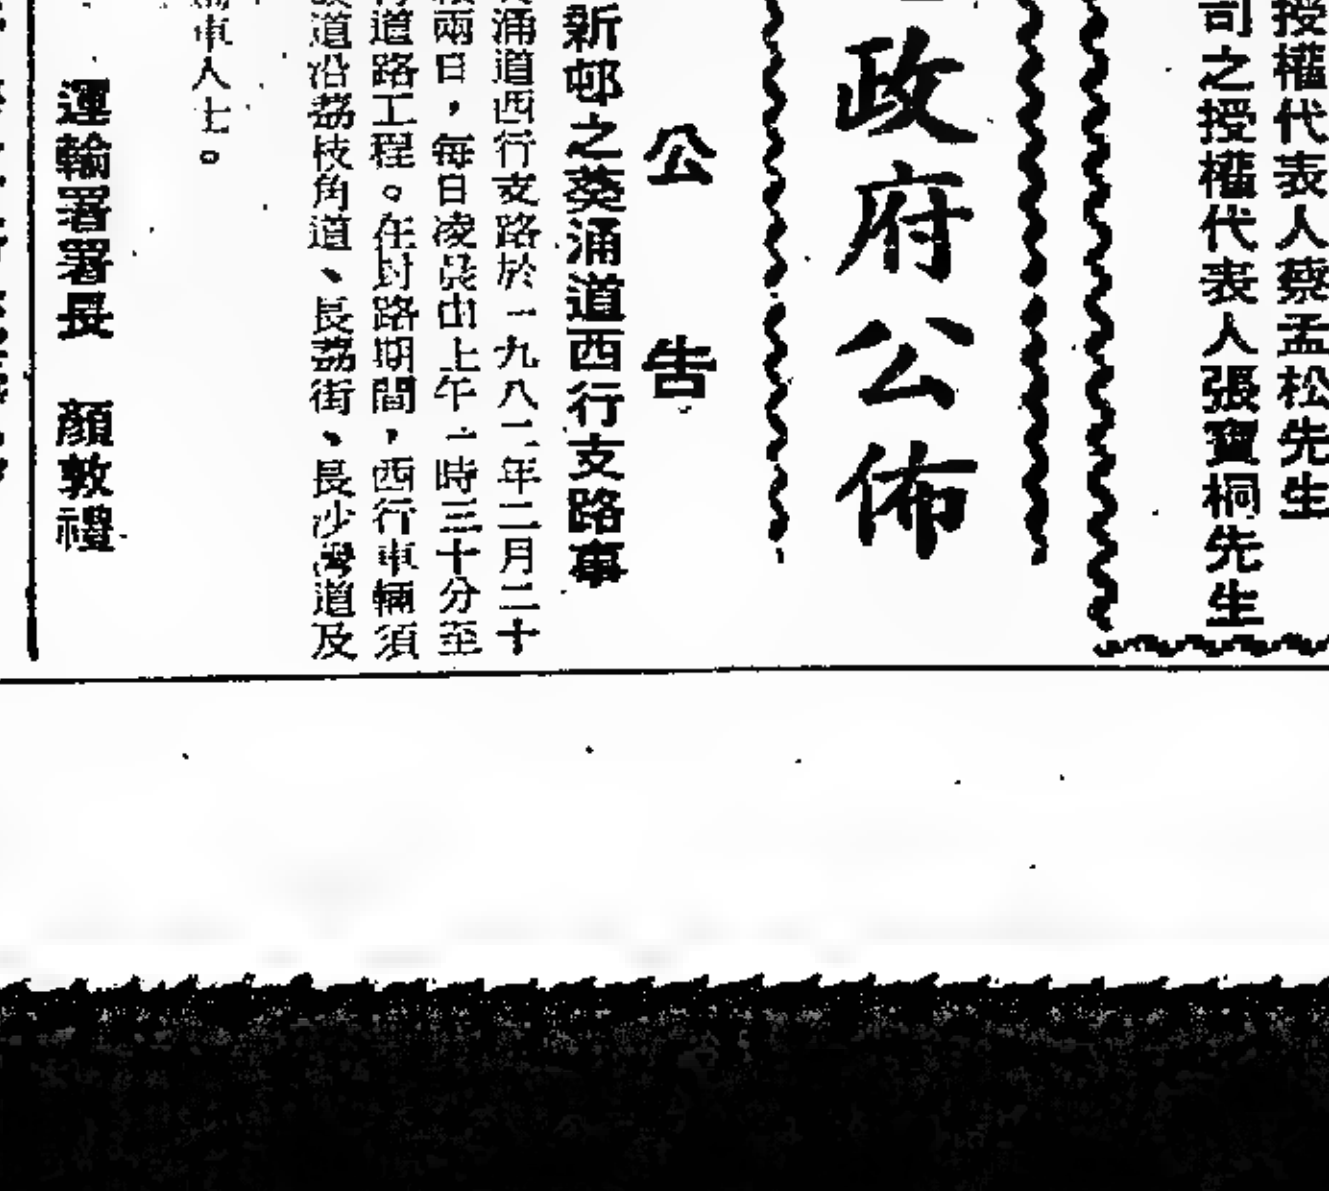 授權代表人蔡孟松先生
司之授權代表人張寶桐先生
政府公佈
公告
新邨之葵涌道西行支路事
涌道西行支路於一九八二年二月二十
兩日，每日凌晨由上午一時三十分至
道路工程。在封路期間，西行車輛須
道沿荔枝角道、長荔街、長沙灣道及
車人士。
運輸署署長　顏敦禮